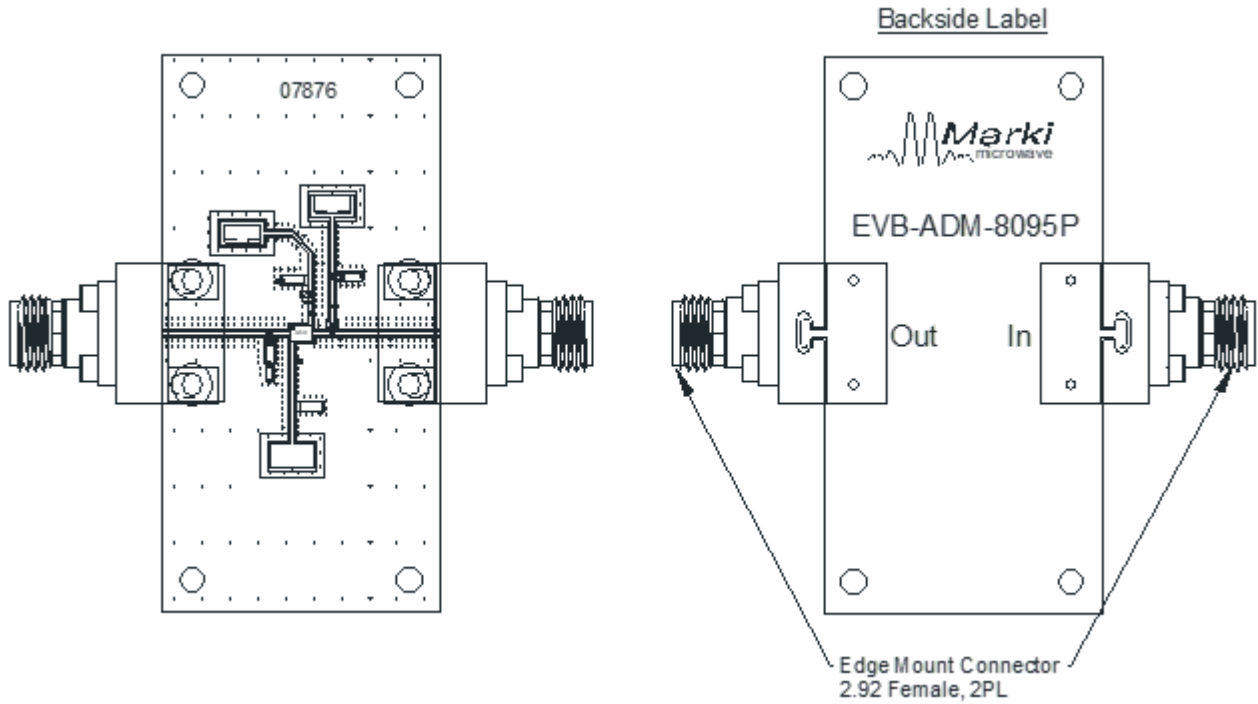 Backside Label
07876
Marki
microwave
EVB-ADM-8095P
Out
In
Edge Mount Connector
2.92 Female, 2PL